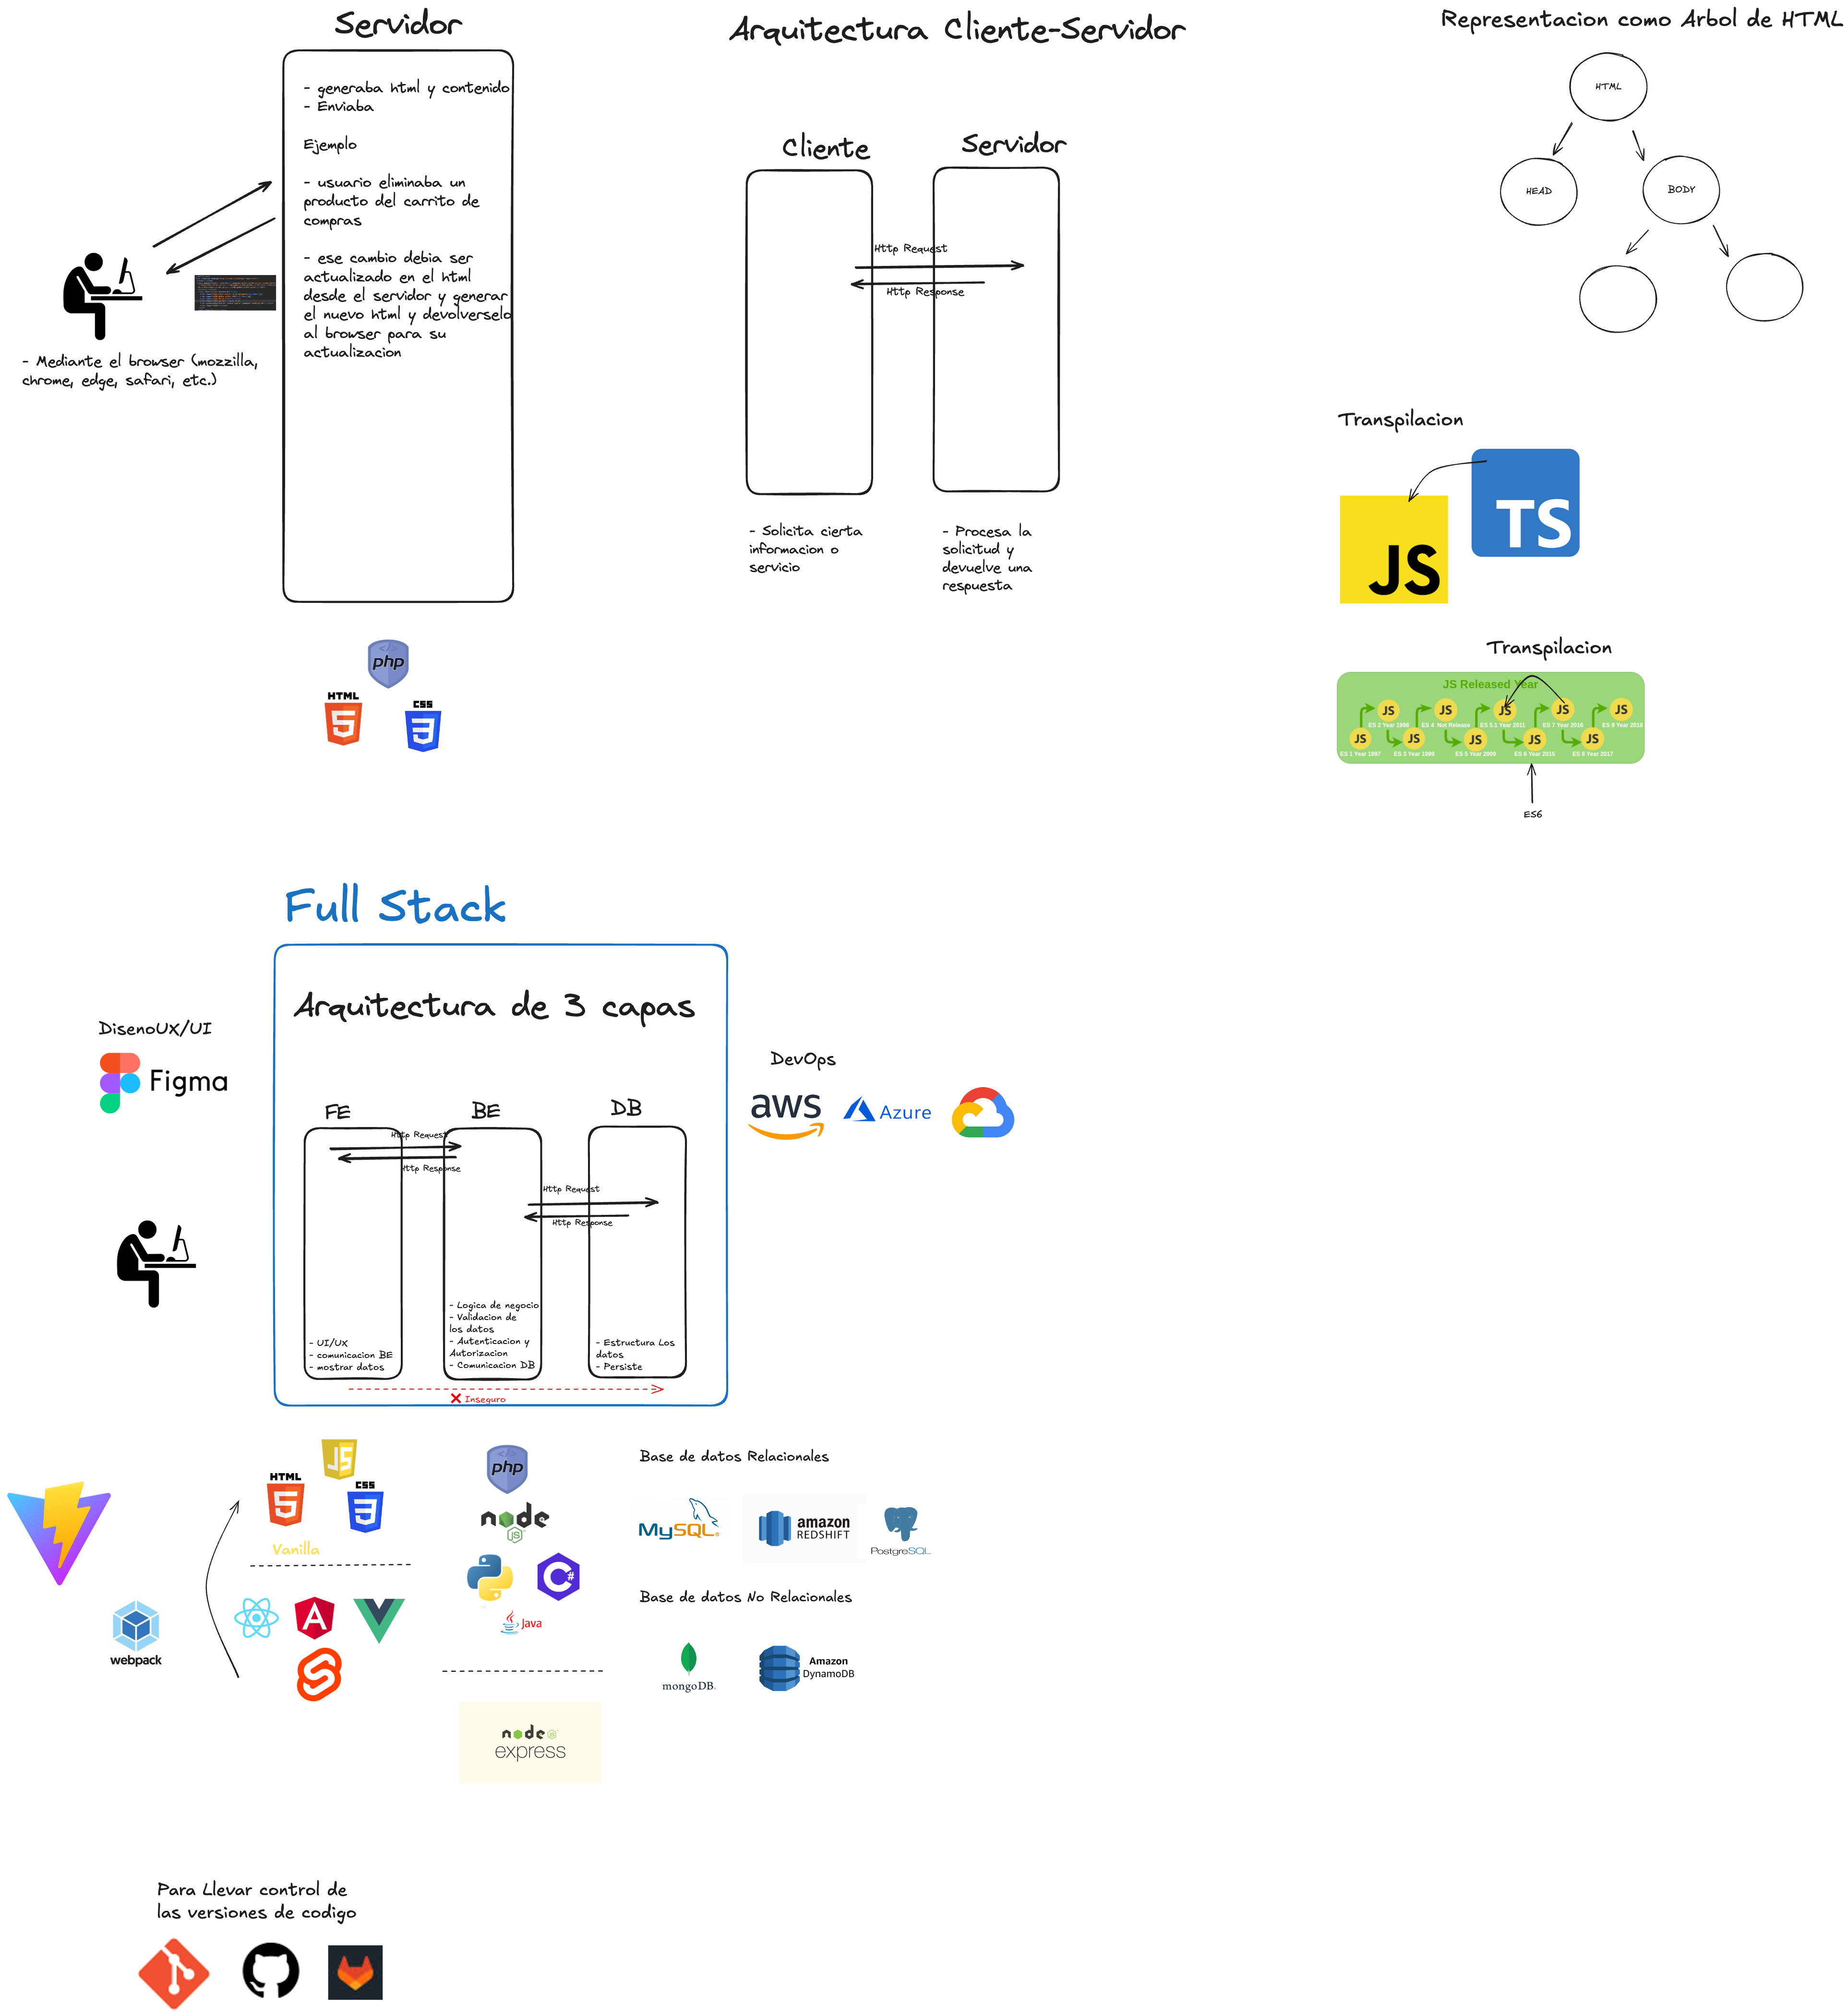 Servidor
- generaba html y contenido
- Enviaba
Ejemplo
- usuario eliminaba un
producto del carrito de
compras
- ese cambio debia ser
actualizado en el html
desde el servidor y generar
el nuevo html y devolverselo
al browser para su
actualizacion
- Mediante el browser (mozzilla,
chrome, edge, safari, etc.)
</>
php
HTML
5
CSS
3
Arquitectura Cliente-Servidor
Cliente
Servidor
Http Request
Http Response
- Solicita cierta
informacion o
servicio
- Procesa la
solicitud y
devuelve una
respuesta
Representacion como Arbol de HTML
HTML
HEAD
BODY
Transpilacion
TS
JS
Transpilacion
JS Released Year
JS
JS
JS
JS
JS
ES 2 Year 1998
ES 4 Not Release
ES 5.1 Year 2011
ES 7 Year 2016
ES 9 Year 2018
JS
JS
JS
JS
JS
ES 1 Year 1997
ES 3 Year 1999
ES 5 Year 2009
ES 6 Year 2015
ES 8 Year 2017
ES6
Full Stack
Arquitectura de 3 capas
DisenoUX/UI
Figma
DevOps
aws
Azure
FE
BE
DB
Http Request
Http Response
Http Request
Http Response
- UI/UX
- comunicacion BE
- mostrar datos
- Logica de negocio
- Validacion de
los datos
- Autenticacion y
Autorizacion
- Comunicacion DB
- Estructura Los
datos
- Persiste
Inseguro
JS
HTML
5
CSS
3
Vanilla
webpack
A
</>
php
node
JS
C#
Java
node
JS
express
Base de datos Relacionales
MySQL®
amazon
REDSHIFT
PostgreSQL
Base de datos No Relacionales
mongoDB.
Amazon
DynamoDB
Para Llevar control de
las versiones de codigo